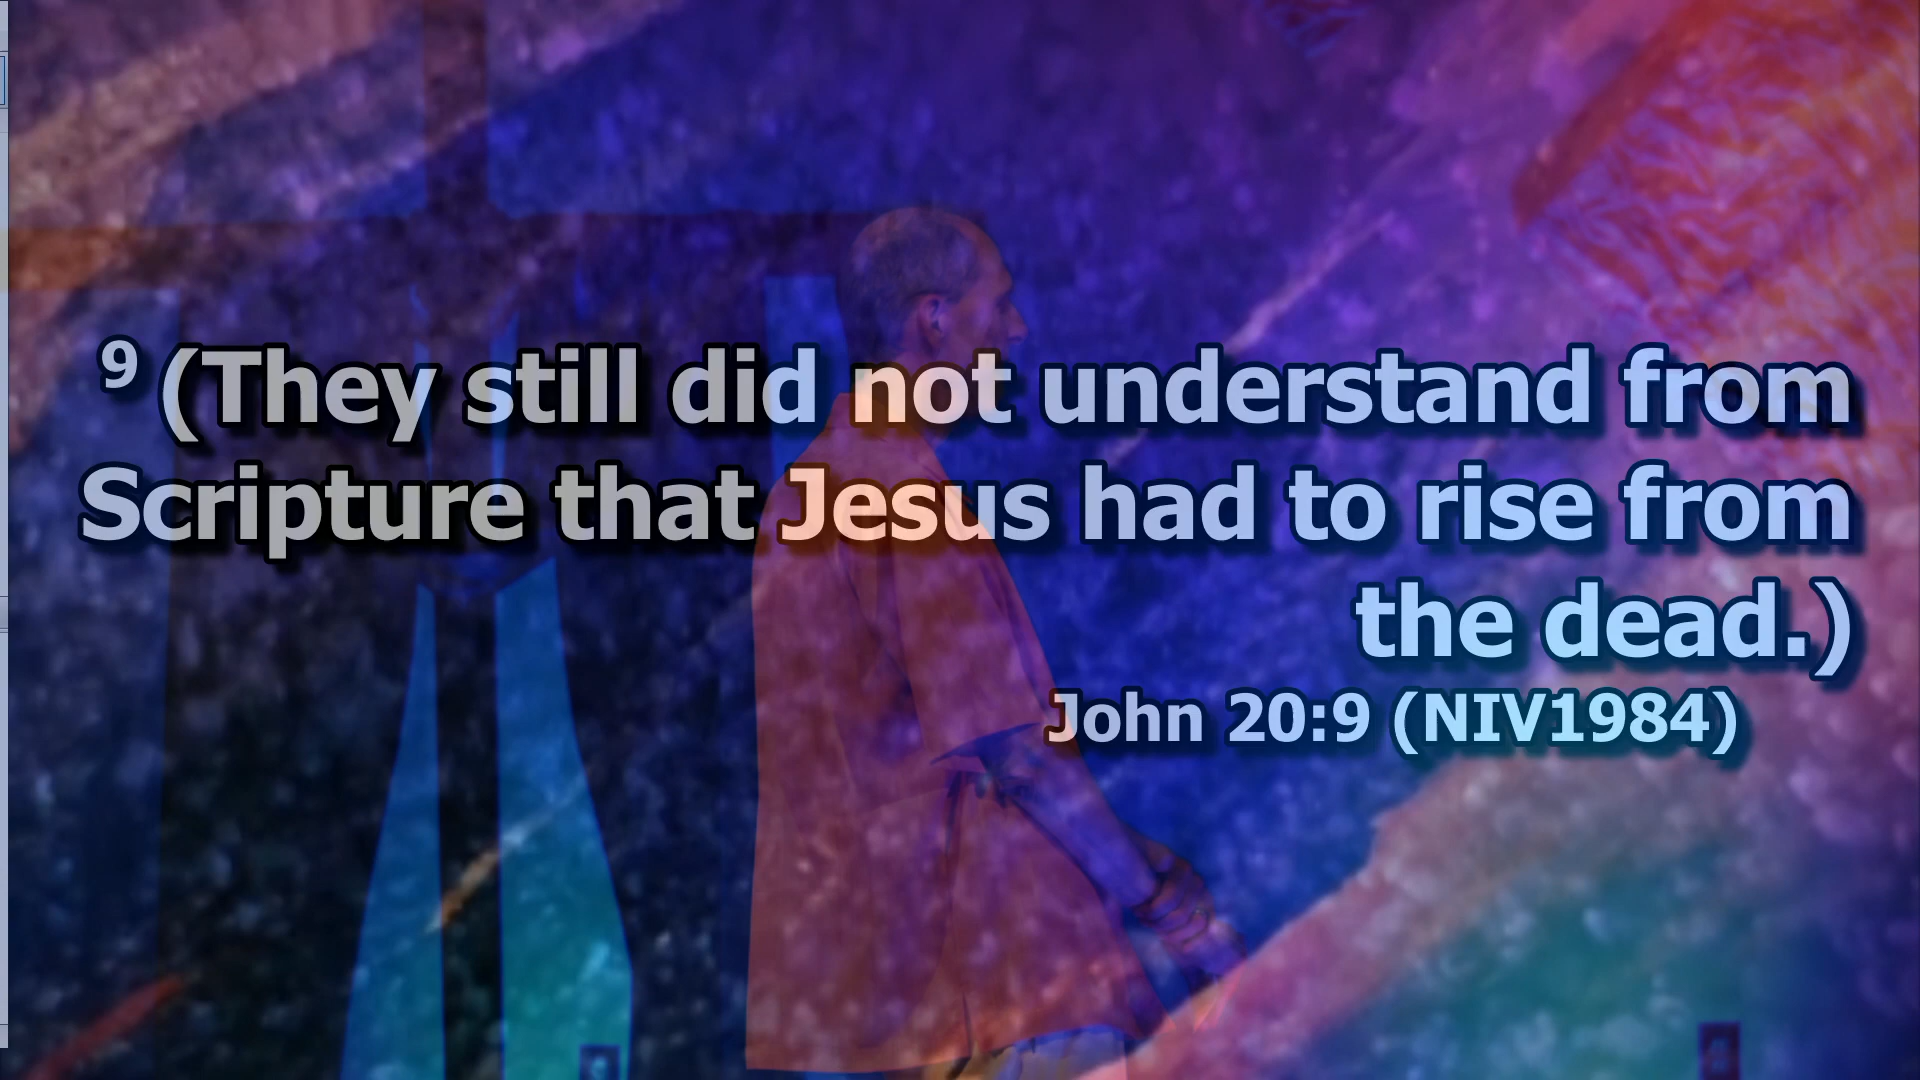 9 (They still did not understand from
Scripture that Jesus had to rise from
the dead.)
John 20:9 (NIV1984)